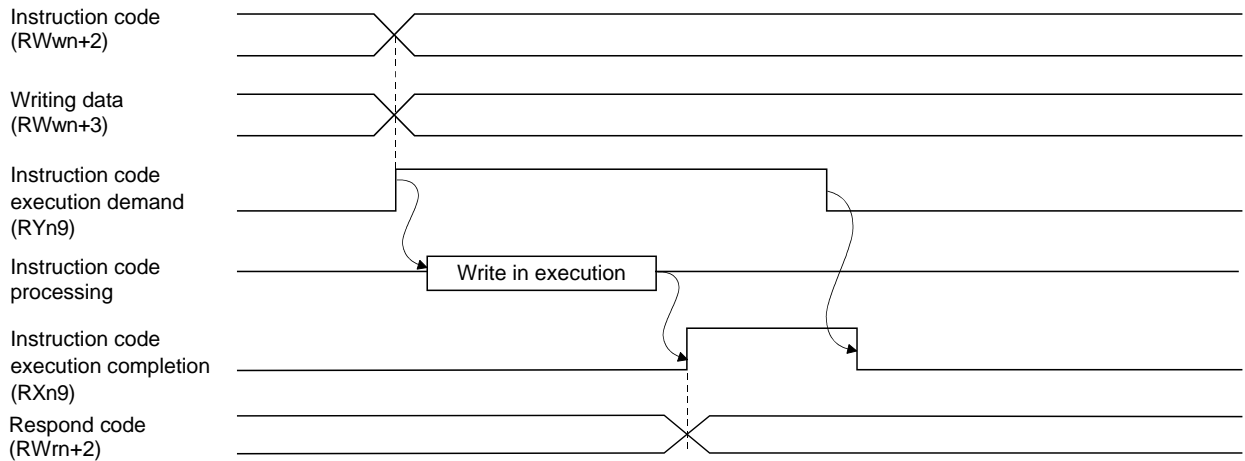 Instruction code
(RWwn+2)
Writing data
(RWwn+3)
Instruction code
execution demand
(RYn9)
Instruction code
processing
Write in execution
Instruction code
execution completion
(RXn9)
Respond code
(RWrn+2)